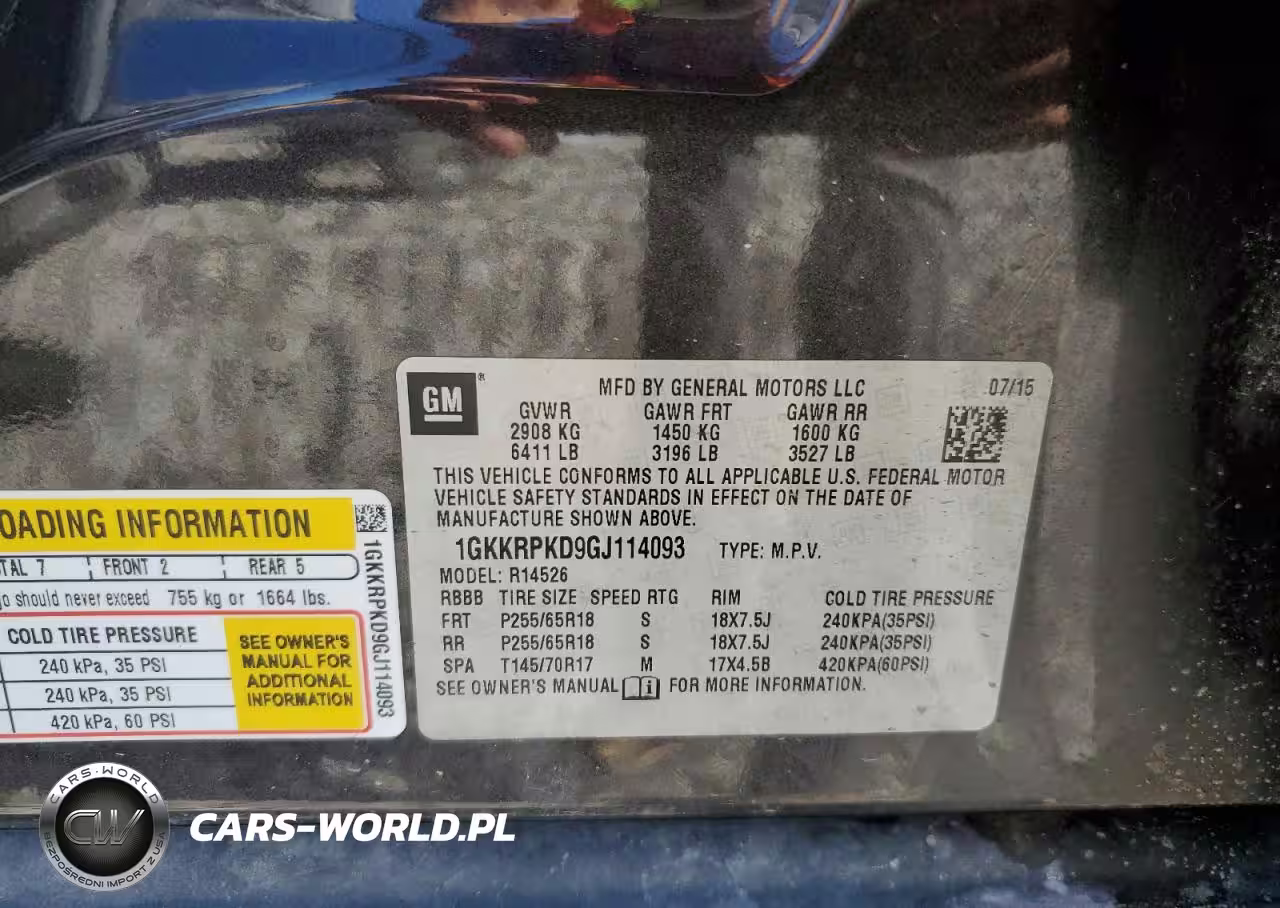 GM®
MFD BY GENERAL MOTORS LLC 07/15
GVWR GAWR FRT GAWR RR
2908 KG 1450 KG 1600 KG
6411 LB 3196 LB 3527 LB
THIS VEHICLE CONFORMS TO ALL APPLICABLE U.S. FEDERAL MOTOR
VEHICLE SAFETY STANDARDS IN EFFECT ON THE DATE OF
MANUFACTURE SHOWN ABOVE.
1GKKRPKD9GJ114093 TYPE: M.P.V.
MODEL: R14526
RBBB TIRE SIZE SPEED RTG RIM COLD TIRE PRESSURE
FRT P255/65R18 S 18X7.5J 240KPA(35PSI)
RR P255/65R18 S 18X7.5J 240KPA(35PSI)
SPA T145/70R17 M 17X4.5B 420KPA(60PSI)
SEE OWNER'S MANUAL i FOR MORE INFORMATION.
OADING INFORMATION
TAL 7 FRONT 2 REAR 5
go should never exceed 755 kg or 1664 lbs.
COLD TIRE PRESSURE
240 kPa, 35 PSI
240 kPa, 35 PSI
420 kPa, 60 PSI
SEE OWNER'S
MANUAL FOR
ADDITIONAL
INFORMATION
1GKKRPKD9GJ114093
CARS-WORLD
CW
BEZPOŚREDNI IMPORT Z USA
CARS-WORLD.PL